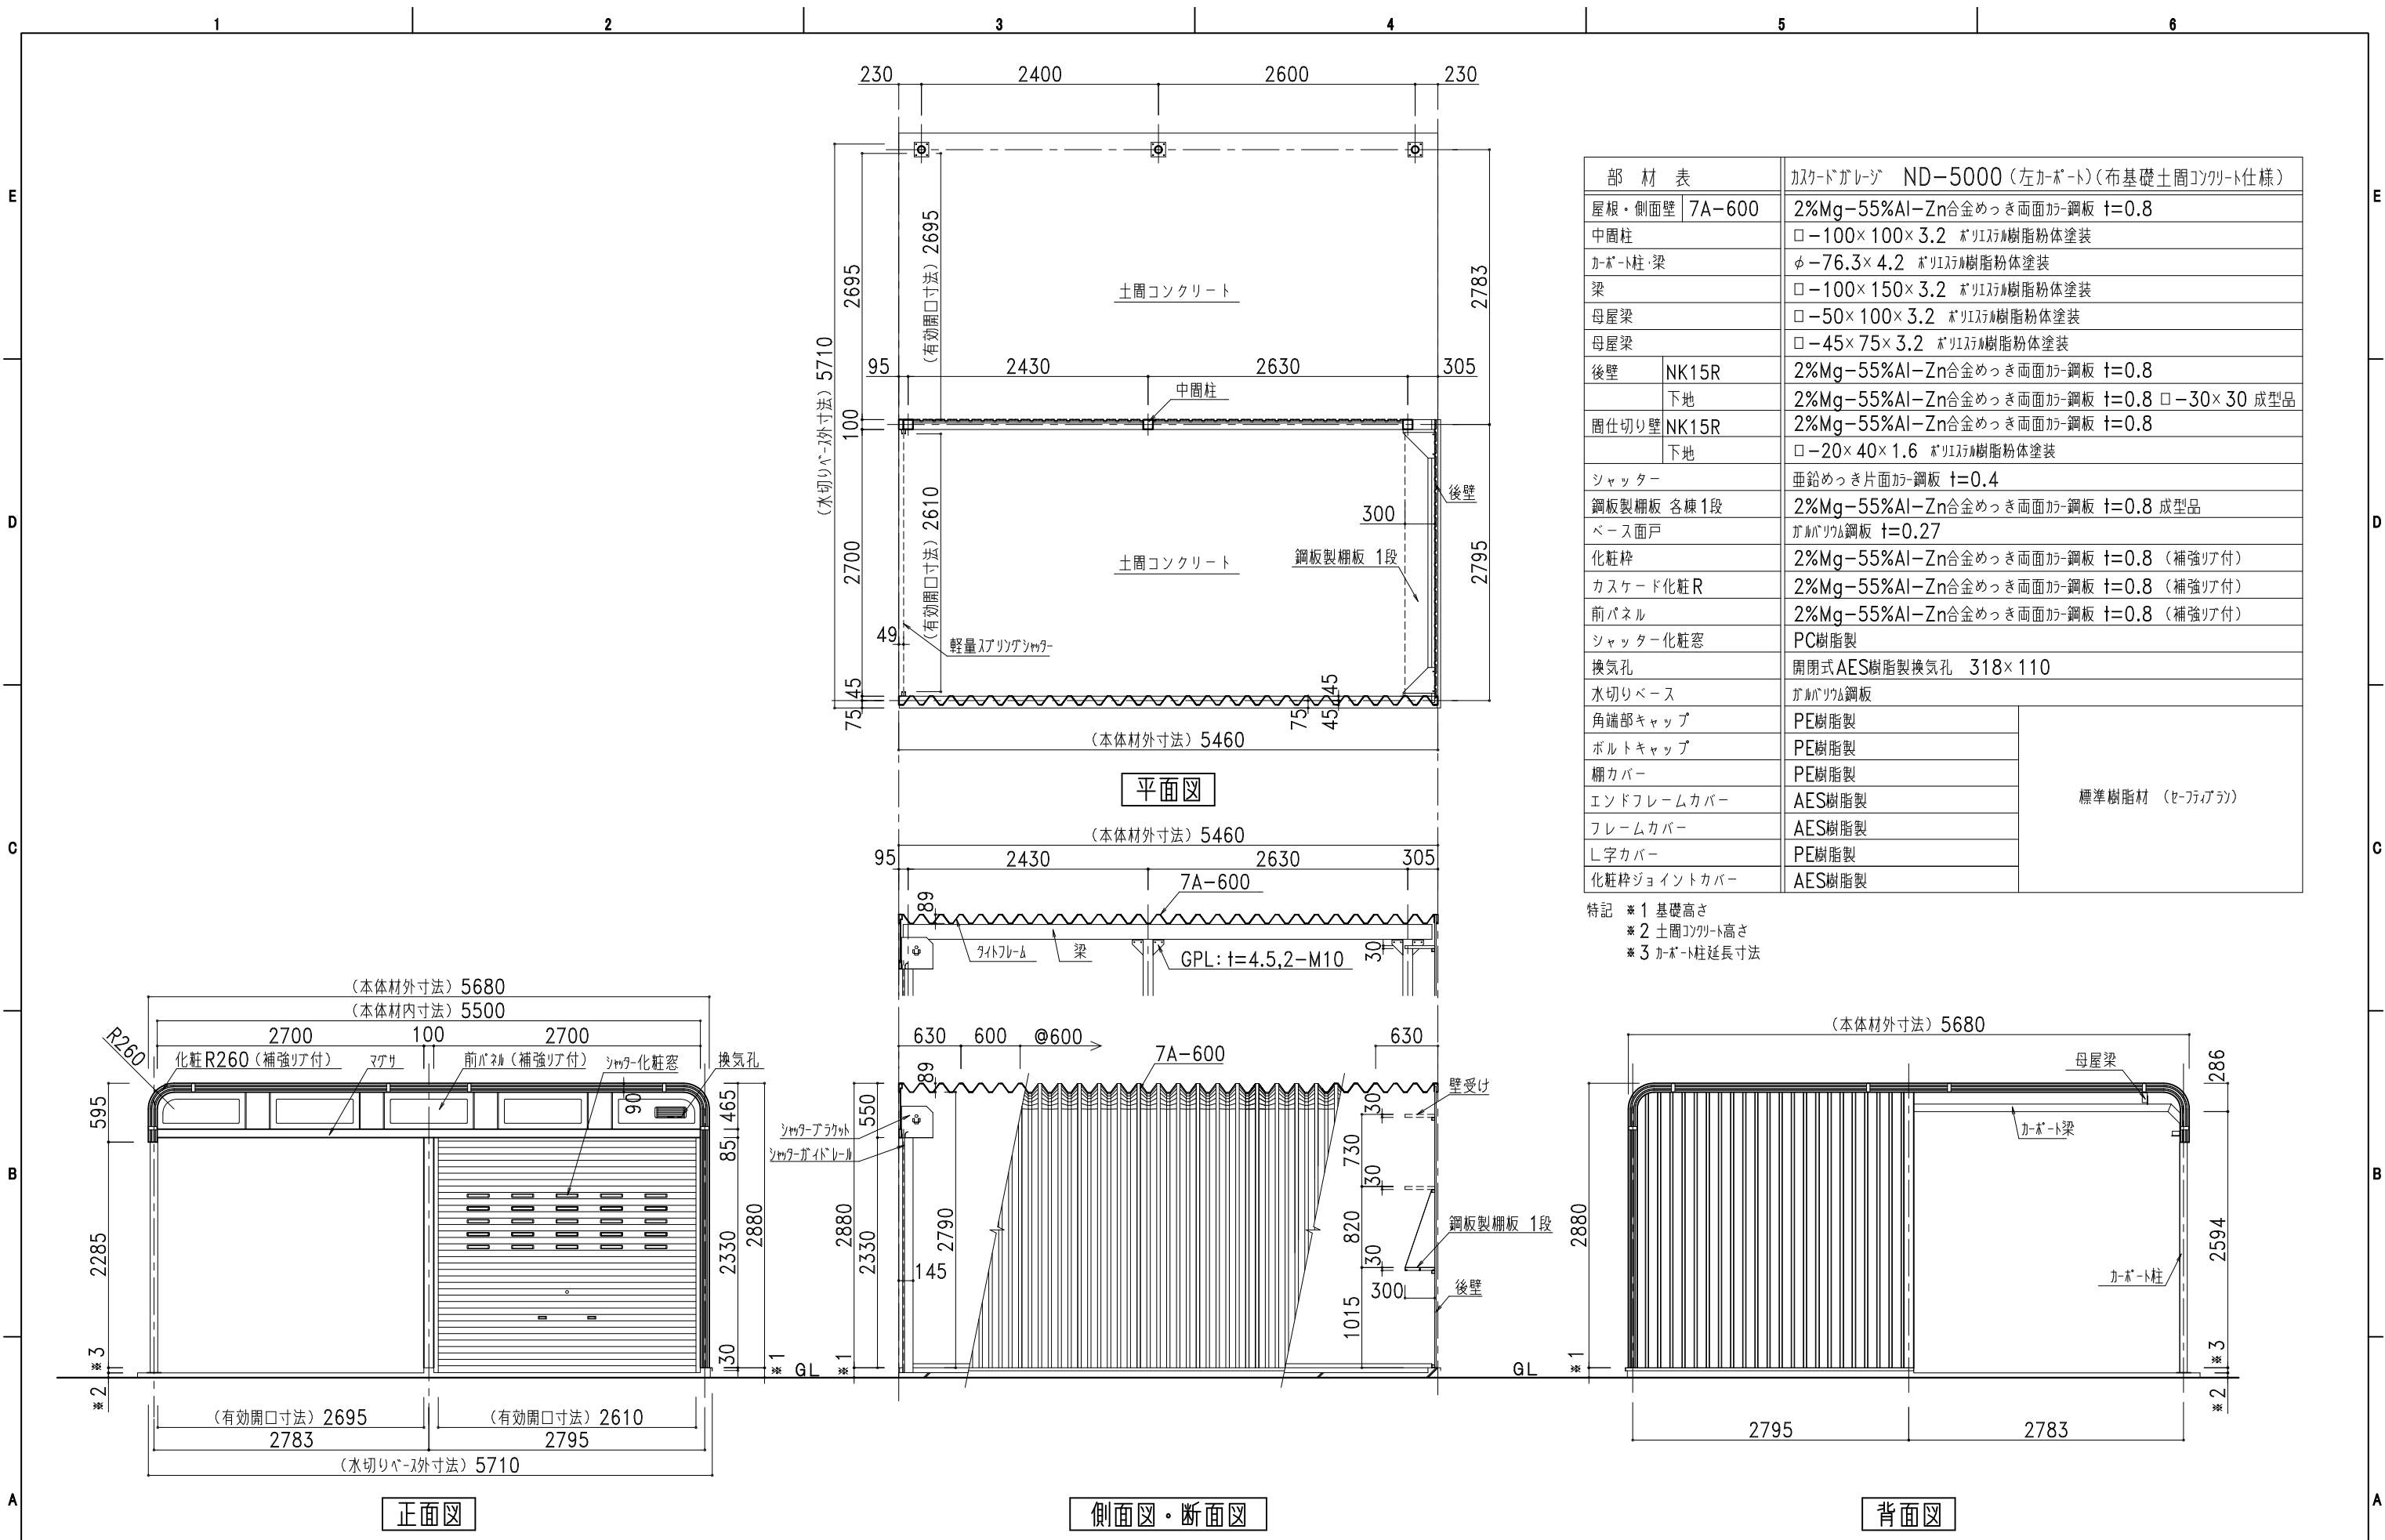 1 2 3 4 5 6
E
D
C
B
A
E
D
C
B
A
230 2400 2600 230
(水切りベース外寸法) 5710
2695
100
2700
45
75
(有効開口寸法) 2695
(有効開口寸法) 2610
土間コンクリート
2783
95 2430 2630 305
中間柱
後壁
300
土間コンクリート
鋼板製棚板 1段
2795
49
軽量スプリングシャッター
75
45
45
(本体材外寸法) 5460
平面図
部 材 表 カスケードガレージ ND-5000(左カーポート)(布基礎土間コンクリート仕様)
屋根・側面壁 7A-600 2%Mg-55%Al-Zn合金めっき両面カラー鋼板 t=0.8
中間柱 □-100×100×3.2 ポリエステル樹脂粉体塗装
カーポート柱・梁 φ-76.3×4.2 ポリエステル樹脂粉体塗装
梁 □-100×150×3.2 ポリエステル樹脂粉体塗装
母屋梁 □-50×100×3.2 ポリエステル樹脂粉体塗装
母屋梁 □-45×75×3.2 ポリエステル樹脂粉体塗装
後壁 NK15R 2%Mg-55%Al-Zn合金めっき両面カラー鋼板 t=0.8
下地 2%Mg-55%Al-Zn合金めっき両面カラー鋼板 t=0.8 □-30×30 成型品
間仕切り壁 NK15R 2%Mg-55%Al-Zn合金めっき両面カラー鋼板 t=0.8
下地 □-20×40×1.6 ポリエステル樹脂粉体塗装
シャッター 亜鉛めっき片面カラー鋼板 t=0.4
鋼板製棚板 各棟1段 2%Mg-55%Al-Zn合金めっき両面カラー鋼板 t=0.8 成型品
ベース面戸 ガルバリウム鋼板 t=0.27
化粧枠 2%Mg-55%Al-Zn合金めっき両面カラー鋼板 t=0.8 (補強リブ付)
カスケード化粧R 2%Mg-55%Al-Zn合金めっき両面カラー鋼板 t=0.8 (補強リブ付)
前パネル 2%Mg-55%Al-Zn合金めっき両面カラー鋼板 t=0.8 (補強リブ付)
シャッター化粧窓 PC樹脂製
換気孔 開閉式AES樹脂製換気孔 318×110
水切りベース ガルバリウム鋼板
角端部キャップ PE樹脂製
ボルトキャップ PE樹脂製
棚カバー PE樹脂製
エンドフレームカバー AES樹脂製
フレームカバー AES樹脂製
L字カバー PE樹脂製
化粧枠ジョイントカバー AES樹脂製
標準樹脂材 (セーフティプラン)
特記 ※1 基礎高さ
※2 土間コンクリート高さ
※3 カーポート柱延長寸法
(本体材外寸法) 5460
95 2430 2630 305
89
7A-600
タイトフレーム
梁
GPL:t=4.5,2-M10
30
(本体材外寸法) 5680
(本体材内寸法) 5500
2700 100 2700
R260
化粧R260(補強リブ付)
マグサ
前パネル(補強リブ付)
シャッター化粧窓
換気孔
595
2285
※3
※2
90
465
85
2330
30
2880
※1
GL
(有効開口寸法) 2695 (有効開口寸法) 2610
2783 2795
(水切りベース外寸法) 5710
正面図
630 600 @600 630
89
7A-600
壁受け
シャッターブラケット
シャッターガイドレール
550
2330
2880
※1
2790
145
30
730
30
820
30
1015
300
鋼板製棚板 1段
後壁
GL
側面図・断面図
(本体材外寸法) 5680
母屋梁
カーポート梁
カーポート柱
2880
※1
286
2594
※3
※2
2795 2783
背面図